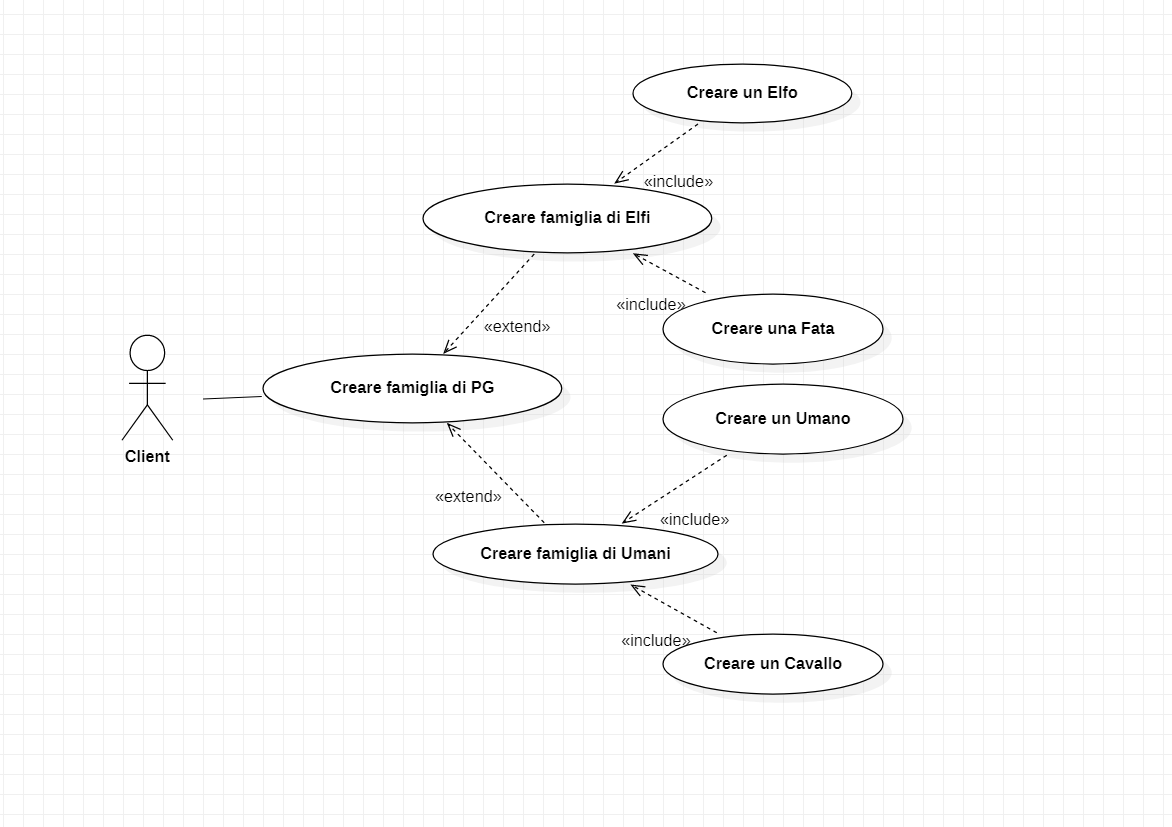 Creare un Elfo
«include»
Creare famiglia di Elfi
«include»
Creare una Fata
«extend»
Creare famiglia di PG
Creare un Umano
Client
«extend»
«include»
Creare famiglia di Umani
«include»
Creare un Cavallo